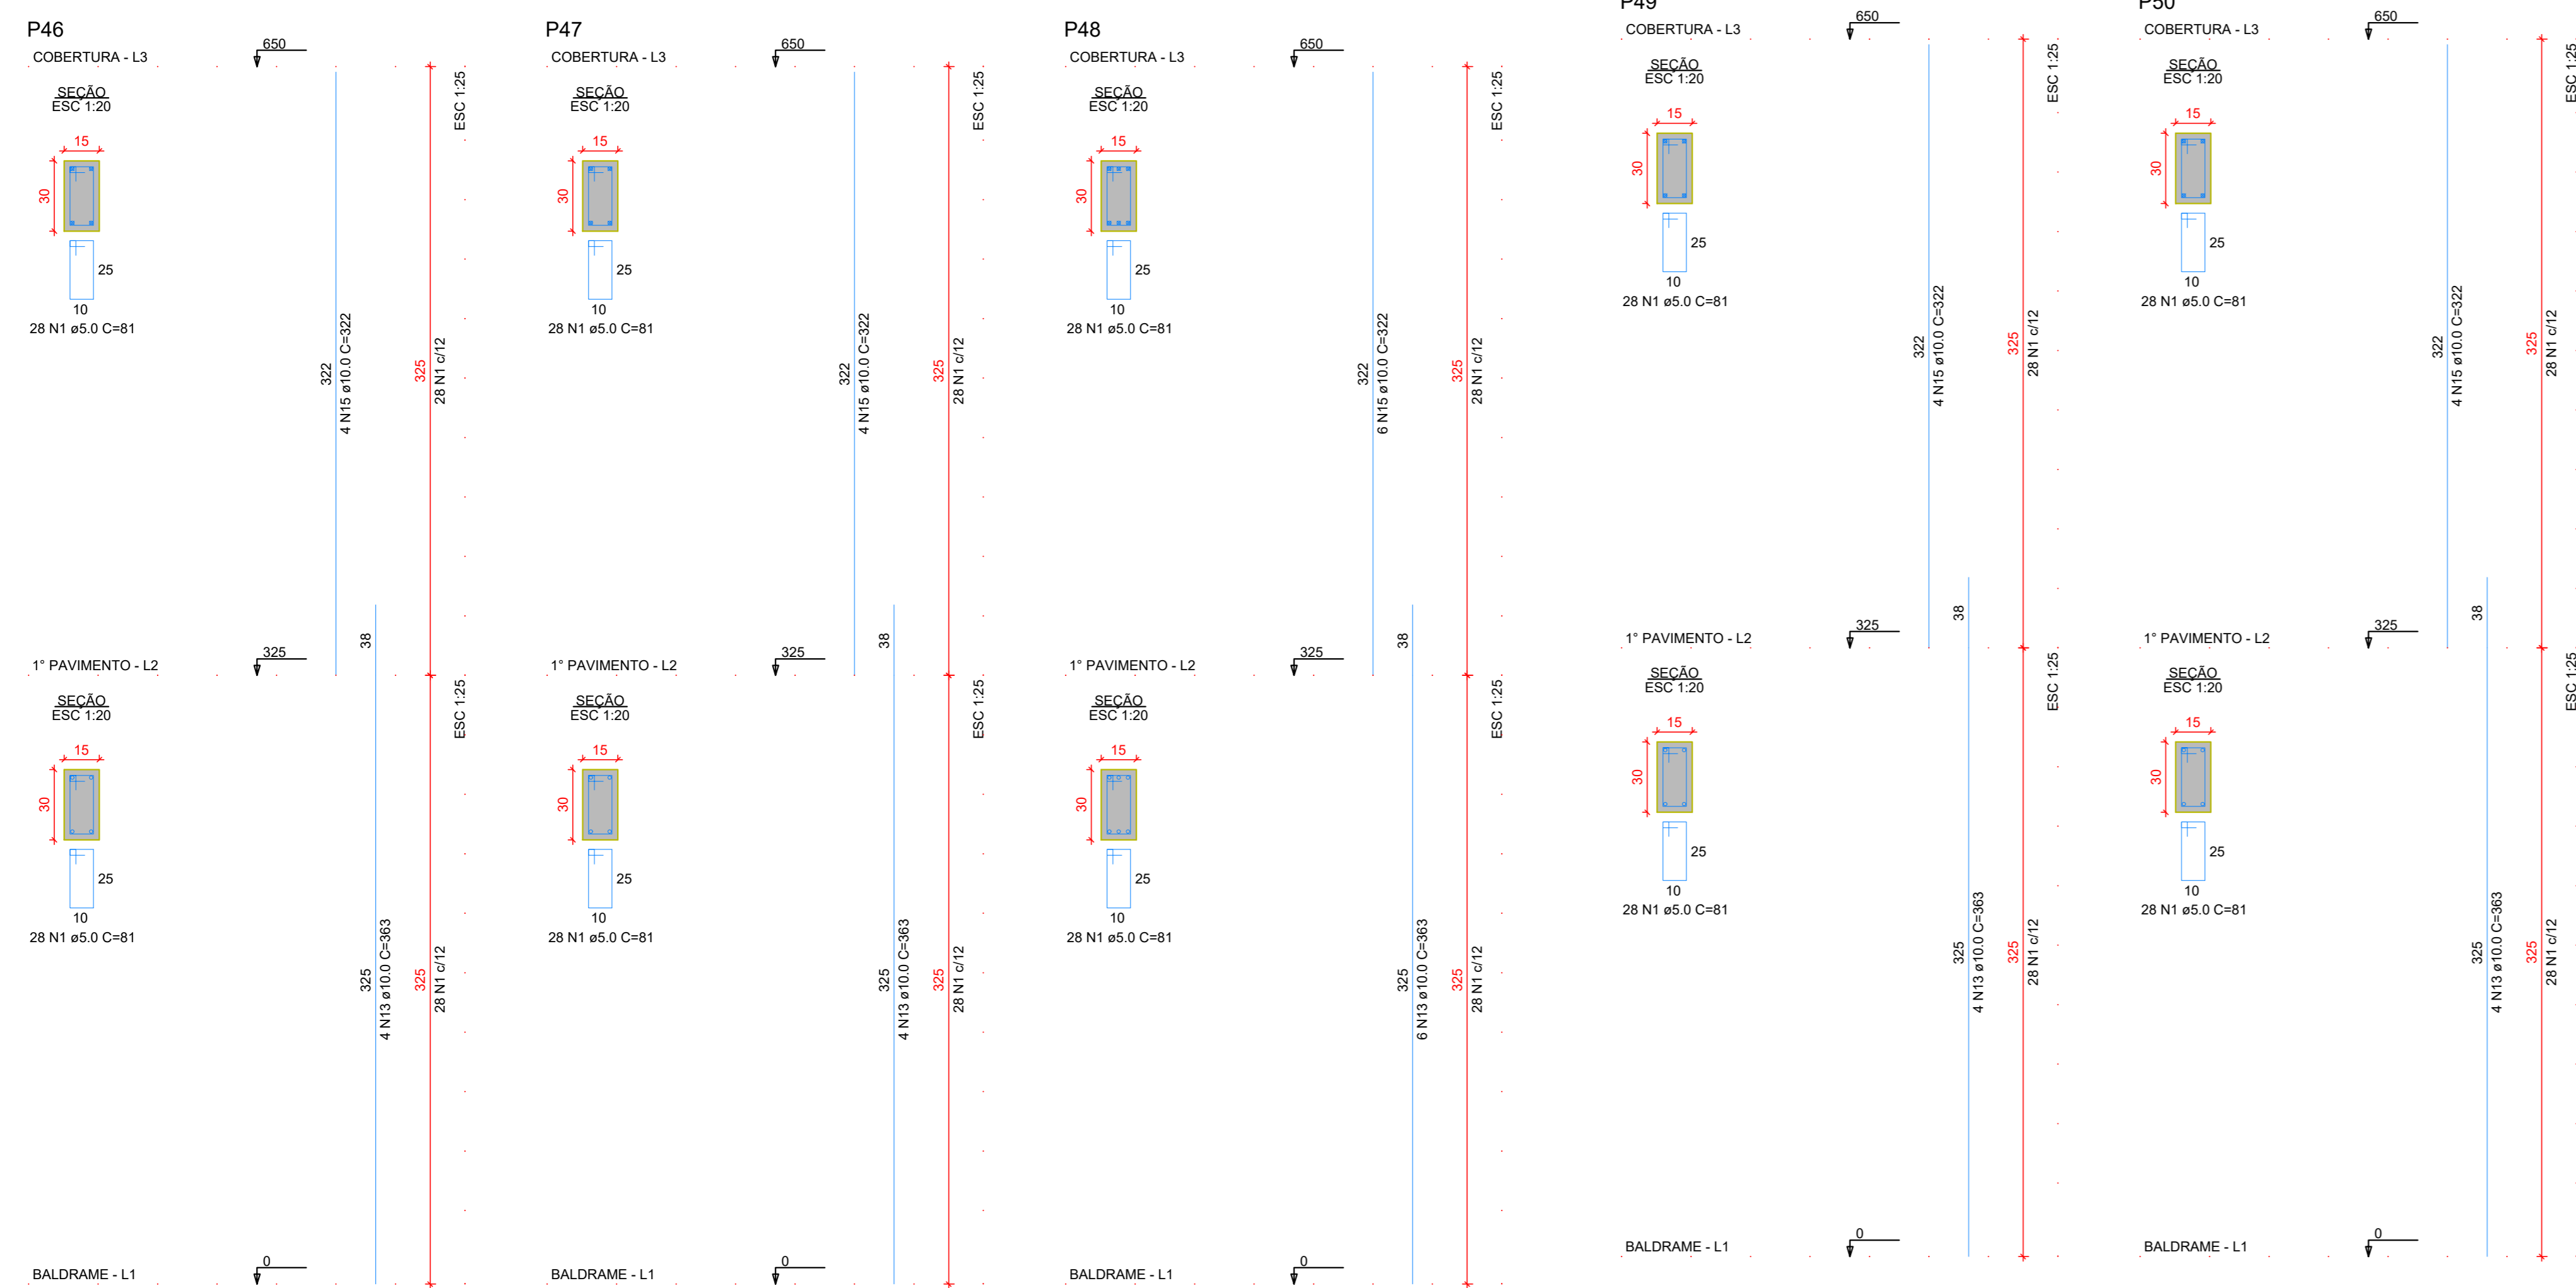 P46
COBERTURA - L3
650
SEÇÃO
ESC 1:20
15
30
25
10
28 N1 ø5.0 C=81
322
4 N15 ø10.0 C=322
325
28 N1 c/12
ESC 1:25
38
1° PAVIMENTO - L2
325
SEÇÃO
ESC 1:20
15
30
25
10
28 N1 ø5.0 C=81
325
4 N13 ø10.0 C=363
325
28 N1 c/12
ESC 1:25
BALDRAME - L1
0
P47
COBERTURA - L3
650
SEÇÃO
ESC 1:20
15
30
25
10
28 N1 ø5.0 C=81
322
4 N15 ø10.0 C=322
325
28 N1 c/12
ESC 1:25
38
1° PAVIMENTO - L2
325
SEÇÃO
ESC 1:20
15
30
25
10
28 N1 ø5.0 C=81
325
4 N13 ø10.0 C=363
325
28 N1 c/12
ESC 1:25
BALDRAME - L1
0
P48
COBERTURA - L3
650
SEÇÃO
ESC 1:20
15
30
25
10
28 N1 ø5.0 C=81
322
6 N15 ø10.0 C=322
325
28 N1 c/12
ESC 1:25
38
1° PAVIMENTO - L2
325
SEÇÃO
ESC 1:20
15
30
25
10
28 N1 ø5.0 C=81
325
6 N13 ø10.0 C=363
325
28 N1 c/12
ESC 1:25
BALDRAME - L1
0
P49
COBERTURA - L3
650
SEÇÃO
ESC 1:20
15
30
25
10
28 N1 ø5.0 C=81
322
4 N15 ø10.0 C=322
325
28 N1 c/12
ESC 1:25
38
1° PAVIMENTO - L2
325
SEÇÃO
ESC 1:20
15
30
25
10
28 N1 ø5.0 C=81
325
4 N13 ø10.0 C=363
325
28 N1 c/12
ESC 1:25
BALDRAME - L1
0
P50
COBERTURA - L3
650
SEÇÃO
ESC 1:20
15
30
25
10
28 N1 ø5.0 C=81
322
4 N15 ø10.0 C=322
325
28 N1 c/12
ESC 1:25
38
1° PAVIMENTO - L2
325
SEÇÃO
ESC 1:20
15
30
25
10
28 N1 ø5.0 C=81
325
4 N13 ø10.0 C=363
325
28 N1 c/12
ESC 1:25
BALDRAME - L1
0